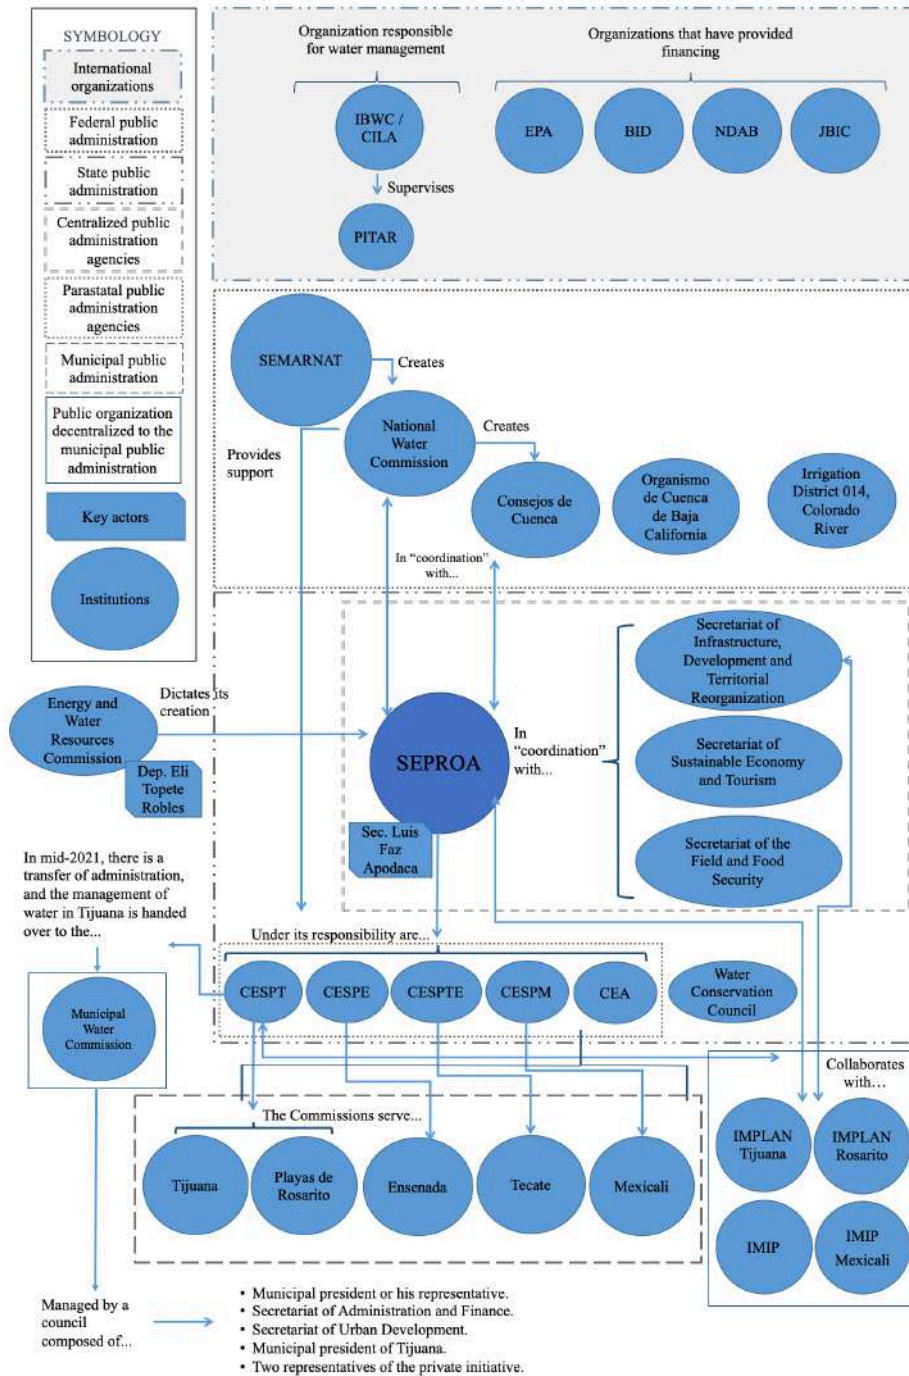 SYMBOLOGY
International
organizations
Federal public
administration
State public
administration
Centralized public
administration
agencies
Parastatal public
administration
agencies
Municipal public
administration
Public organization
decentralized to the
municipal public
administration
Key actors
Institutions
Organization responsible
for water management
Organizations that have provided
financing
IBWC /
CILA
EPA
BID
NDAB
JBIC
Supervises
PITAR
SEMARNAT
Creates
National
Water
Commission
Creates
Provides
support
Consejos de
Cuenca
Organismo
de Cuenca
de Baja
California
Irrigation
District 014,
Colorado
River
In “coordination”
with...
Secretariat of
Infrastructure,
Development and
Territorial
Reorganization
Energy and
Water
Resources
Commission
Dictates its
creation
Dep. Eli
Topete
Robles
SEPROA
Sec. Luis
Faz
Apodaca
In
“coordination”
with...
Secretariat of
Sustainable Economy
and Tourism
Secretariat of the
Field and Food
Security
In mid-2021, there is a
transfer of administration,
and the management of
water in Tijuana is handed
over to the...
Under its responsibility are...
CESPT
CESPE
CESPTE
CESPM
CEA
Water
Conservation
Council
Municipal
Water
Commission
Collaborates
with…
The Commissions serve...
Tijuana
Playas de
Rosarito
Ensenada
Tecate
Mexicali
IMPLAN
Tijuana
IMPLAN
Rosarito
IMIP
IMIP
Mexicali
Managed by a
council
composed of...
• Municipal president or his representative.
• Secretariat of Administration and Finance.
• Secretariat of Urban Development.
• Municipal president of Tijuana.
• Two representatives of the private initiative.